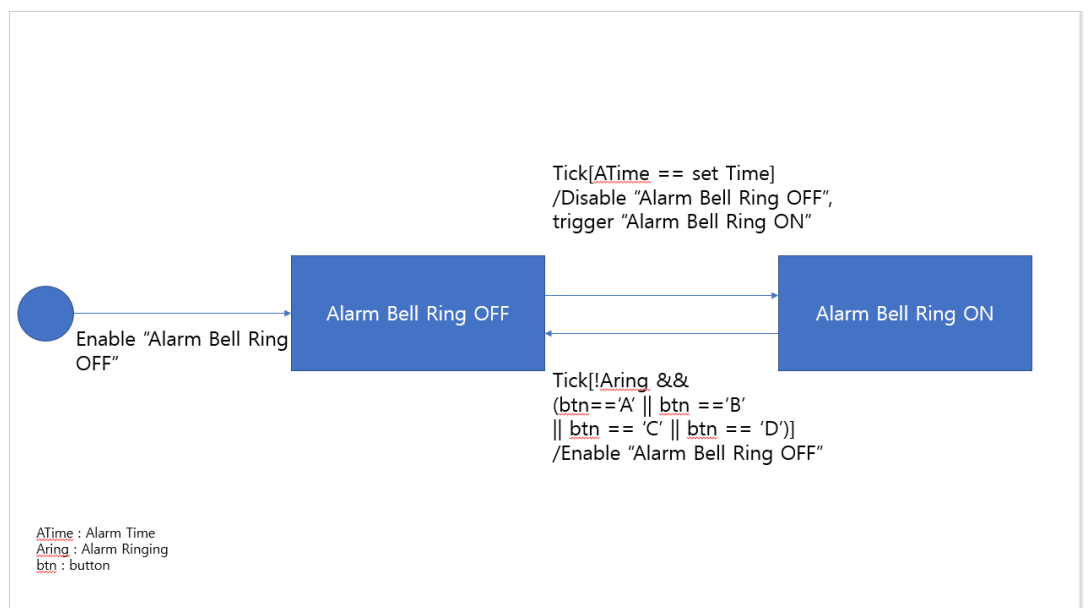 Tick[ATime == set Time]
/Disable “Alarm Bell Ring OFF”,
trigger “Alarm Bell Ring ON”
Alarm Bell Ring OFF
Alarm Bell Ring ON
Enable “Alarm Bell Ring
OFF”
Tick[!Aring &&
(btn==‘A’ || btn ==’B’
|| btn == ‘C’ || btn == ’D’)]
/Enable “Alarm Bell Ring OFF”
ATime : Alarm Time
Aring : Alarm Ringing
btn : button